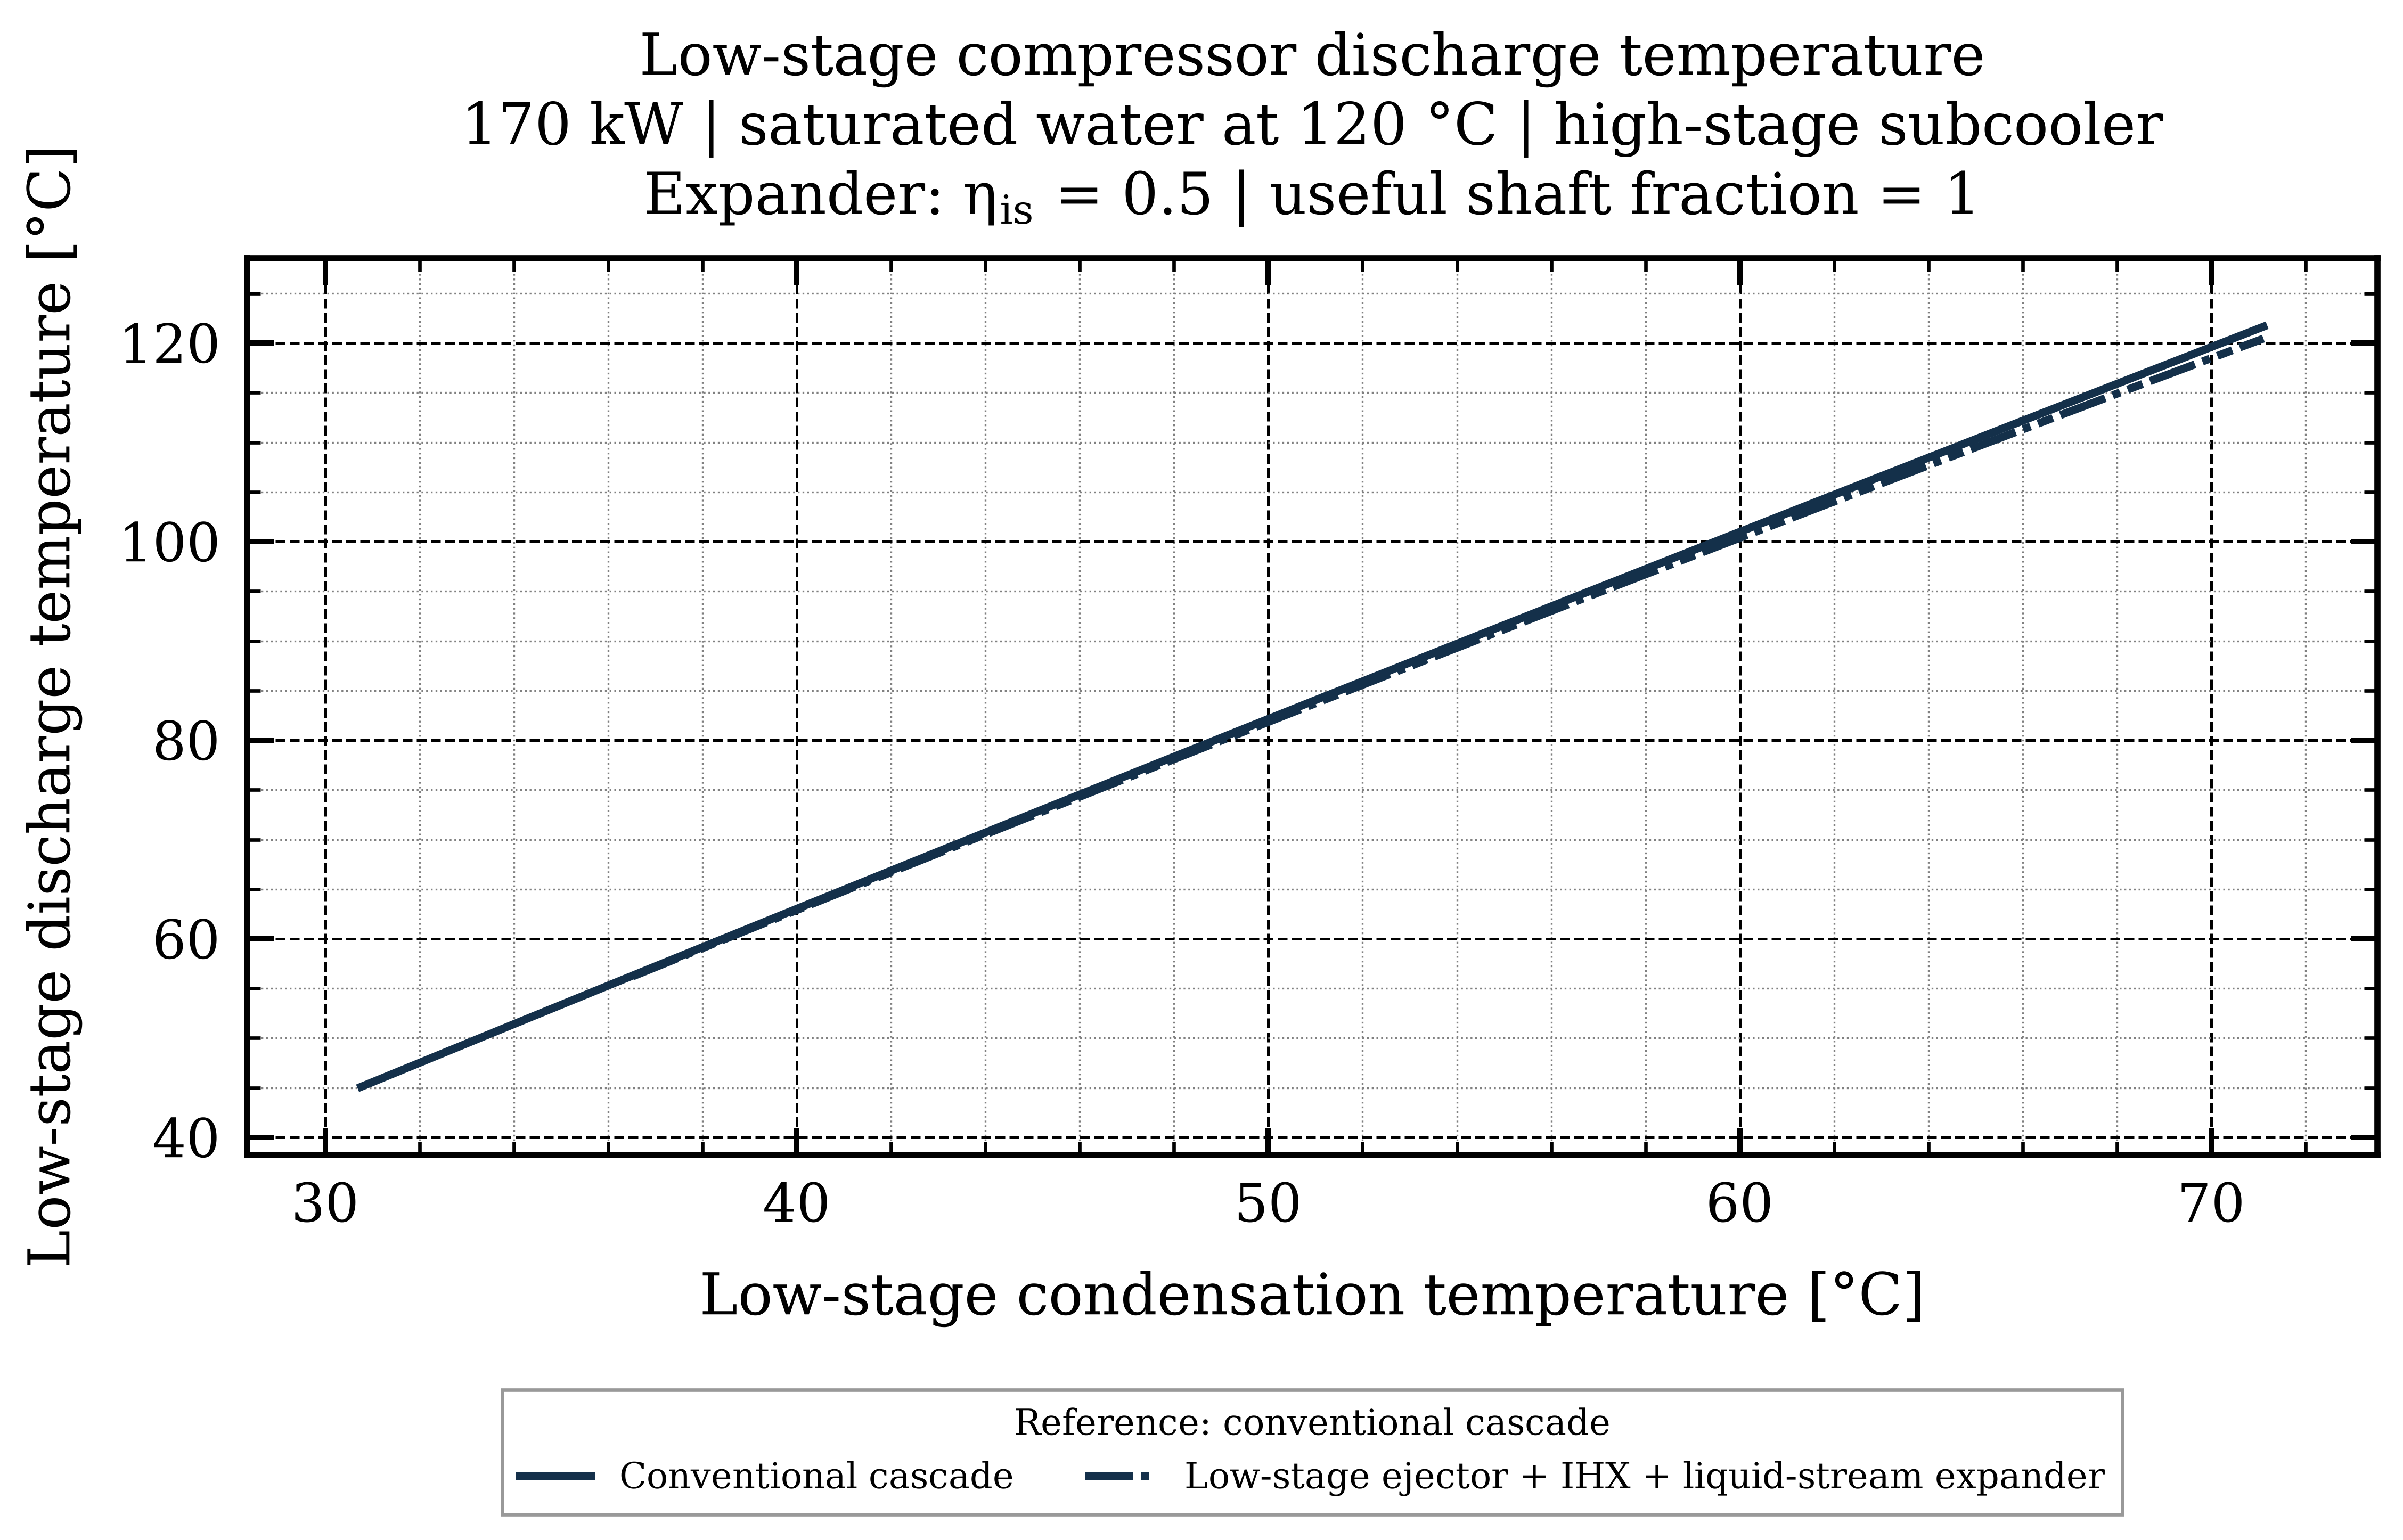 Low-stage compressor discharge temperature
170 kW | saturated water at 120 °C | high-stage subcooler
Expander: ηis = 0.5 | useful shaft fraction = 1
Low-stage discharge temperature [°C]
120
100
80
60
40
30 40 50 60 70
Low-stage condensation temperature [°C]
Reference: conventional cascade
Conventional cascade Low-stage ejector + IHX + liquid-stream expander